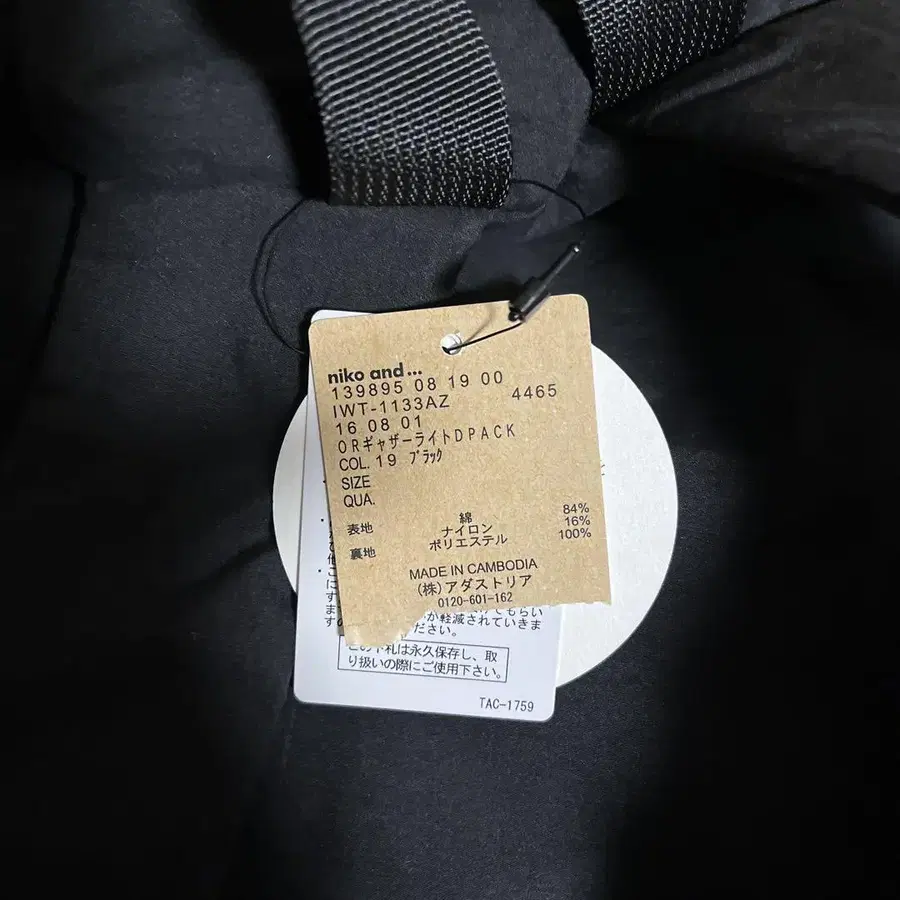 niko and...
139895 08 19 00
IWT-1133AZ 4465
16 08 01
ORギャザーライトDPACK
COL. 19 ブラック
SIZE
QUA.
表地 綿 84%
ナイロン 16%
裏地 ポリエステル 100%
MADE IN CAMBODIA
(株)アダストリア
0120-601-162
が軽減されていきま
す
ださい。
この下札は永久保存し、取
り扱いの際にご使用下さい。
TAC-1759